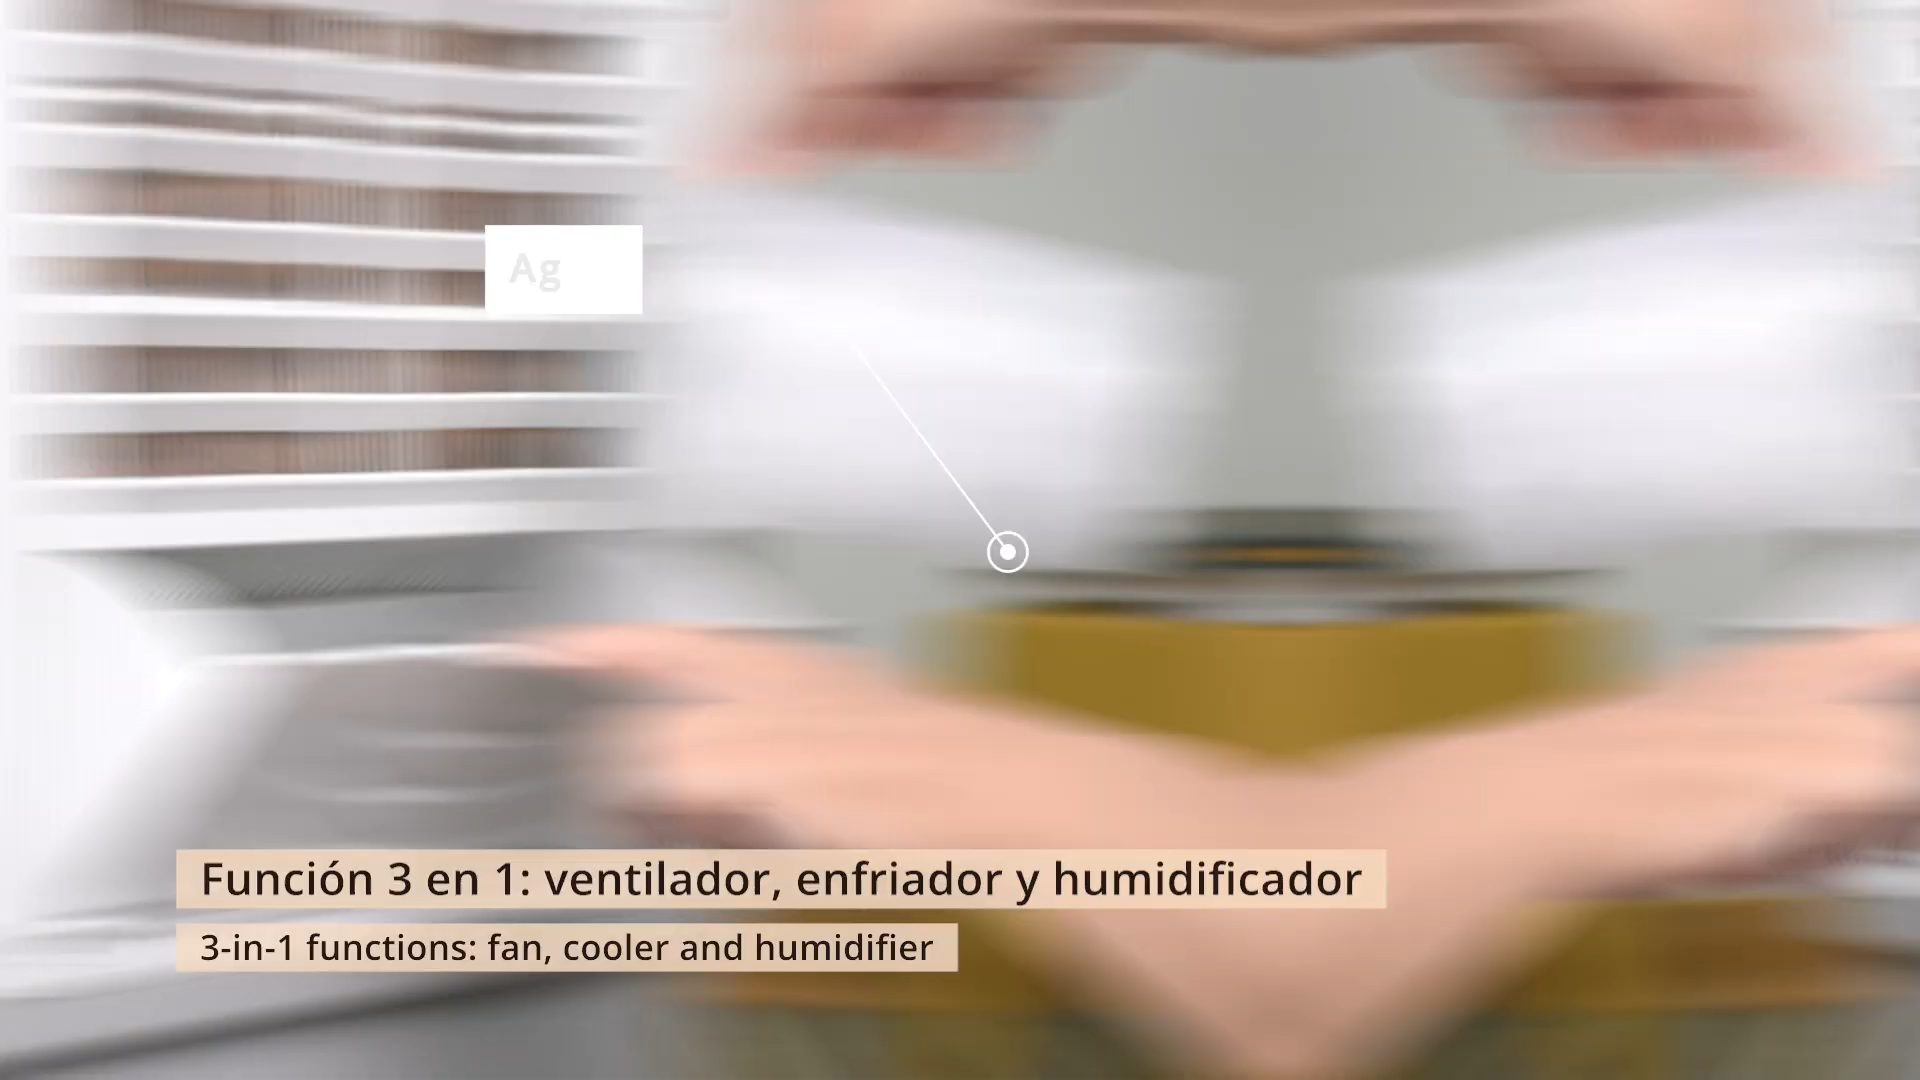 Ag
Función 3 en 1: ventilador, enfriador y humidificador
3-in-1 functions: fan, cooler and humidifier